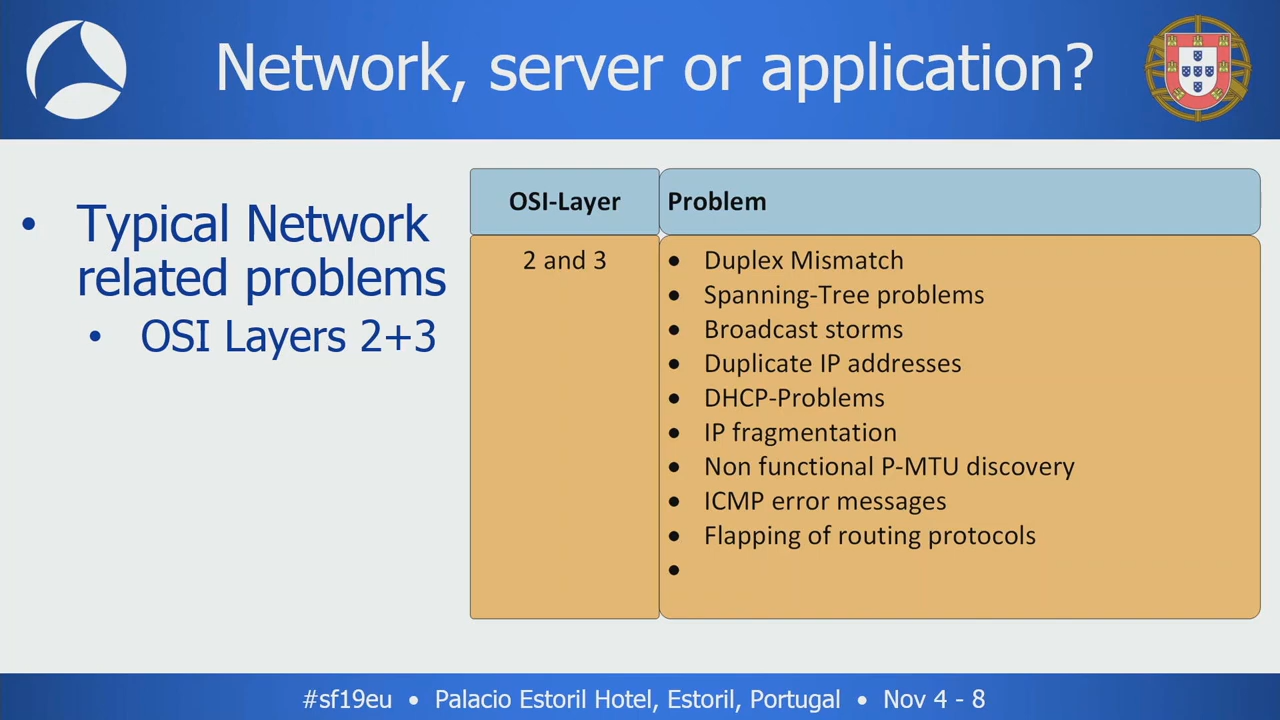 Network, server or application?
• Typical Network
related problems
• OSI Layers 2+3
OSI-Layer
Problem
2 and 3
• Duplex Mismatch
• Spanning-Tree problems
• Broadcast storms
• Duplicate IP addresses
• DHCP-Problems
• IP fragmentation
• Non functional P-MTU discovery
• ICMP error messages
• Flapping of routing protocols
•
#sf19eu • Palacio Estoril Hotel, Estoril, Portugal • Nov 4 - 8